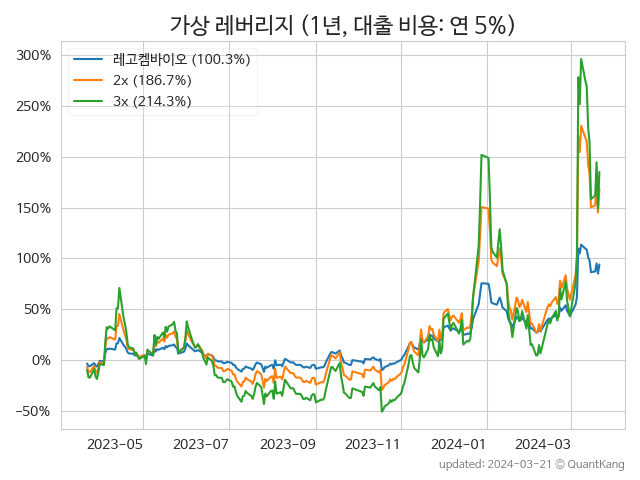 가상 레버리지 (1년, 대출 비용: 연 5%)
레고켐바이오 (100.3%)
2x (186.7%)
3x (214.3%)
300%
250%
200%
150%
100%
50%
0%
−50%
2023-05 2023-07 2023-09 2023-11 2024-01 2024-03
updated: 2024-03-21 © QuantKang